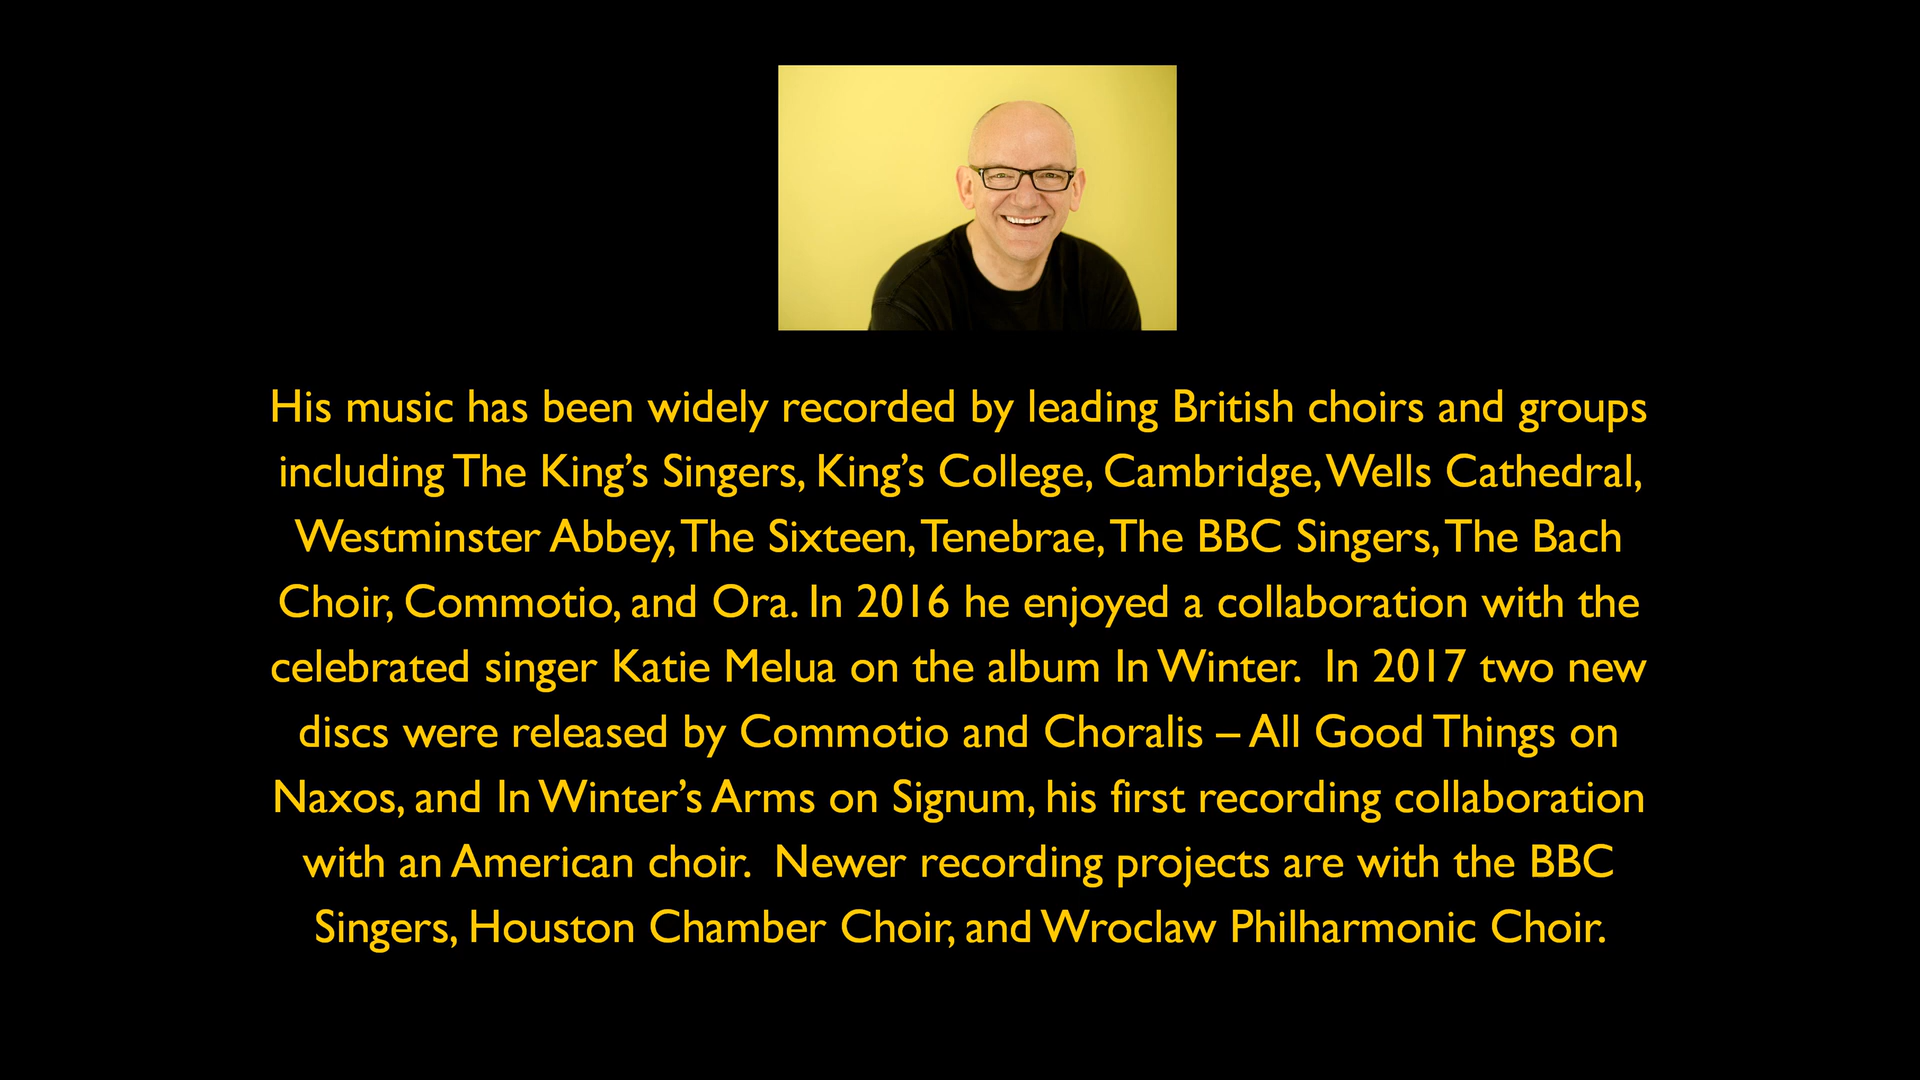 His music has been widely recorded by leading British choirs and groups
including The King’s Singers, King’s College, Cambridge, Wells Cathedral,
Westminster Abbey, The Sixteen, Tenebrae, The BBC Singers, The Bach
Choir, Commotio, and Ora. In 2016 he enjoyed a collaboration with the
celebrated singer Katie Melua on the album In Winter.  In 2017 two new
discs were released by Commotio and Choralis – All Good Things on
Naxos, and In Winter’s Arms on Signum, his first recording collaboration
with an American choir.  Newer recording projects are with the BBC
Singers, Houston Chamber Choir, and Wroclaw Philharmonic Choir.